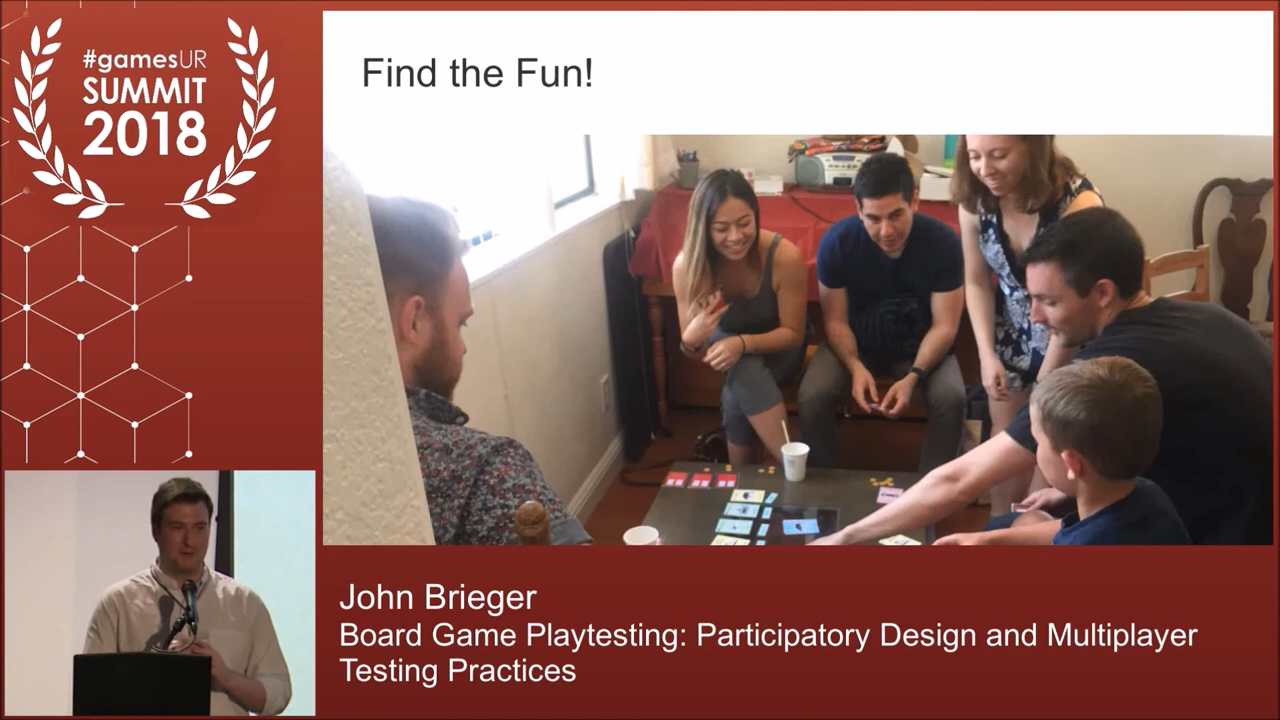 #gamesUR
SUMMIT
2018
Find the Fun!
John Brieger
Board Game Playtesting: Participatory Design and Multiplayer
Testing Practices